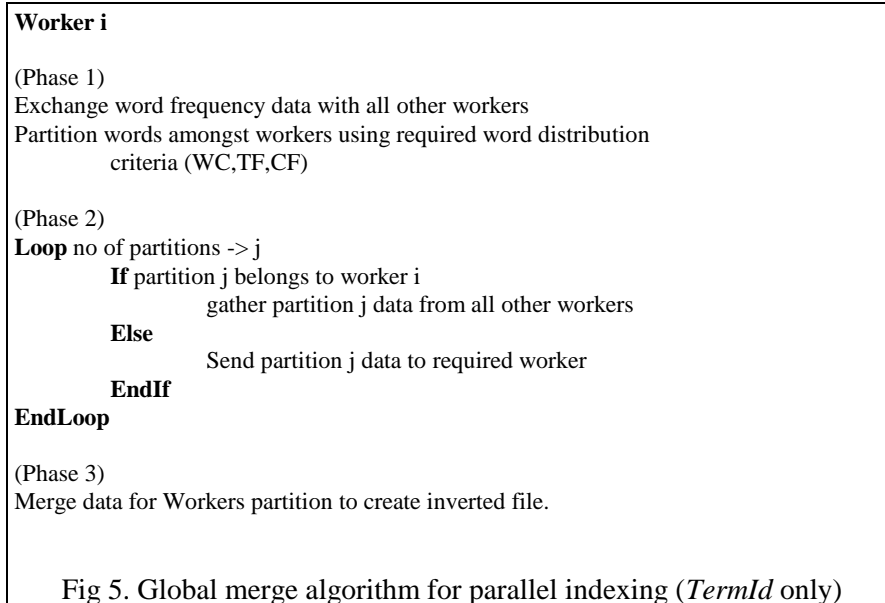 Worker i
(Phase 1)
Exchange word frequency data with all other workers
Partition words amongst workers using required word distribution
criteria (WC,TF,CF)
(Phase 2)
Loop no of partitions -> j
If partition j belongs to worker i
gather partition j data from all other workers
Else
Send partition j data to required worker
EndIf
EndLoop
(Phase 3)
Merge data for Workers partition to create inverted file.
Fig 5. Global merge algorithm for parallel indexing (TermId only)